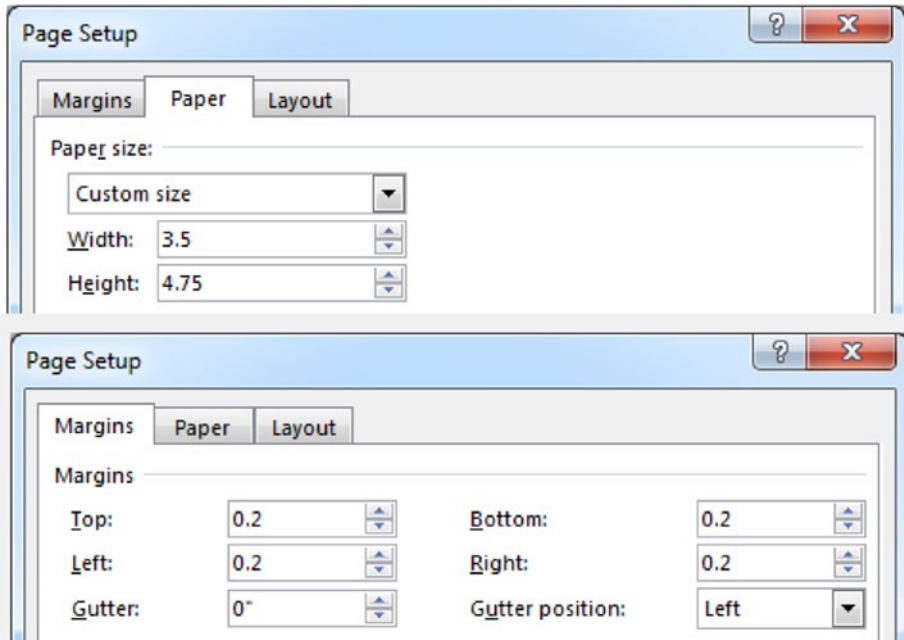 Page Setup
Margins Paper Layout
Paper size:
Custom size
Width: 3.5
Height: 4.75
Page Setup
Margins Paper Layout
Margins
Top: 0.2 Bottom: 0.2
Left: 0.2 Right: 0.2
Gutter: 0" Gutter position: Left